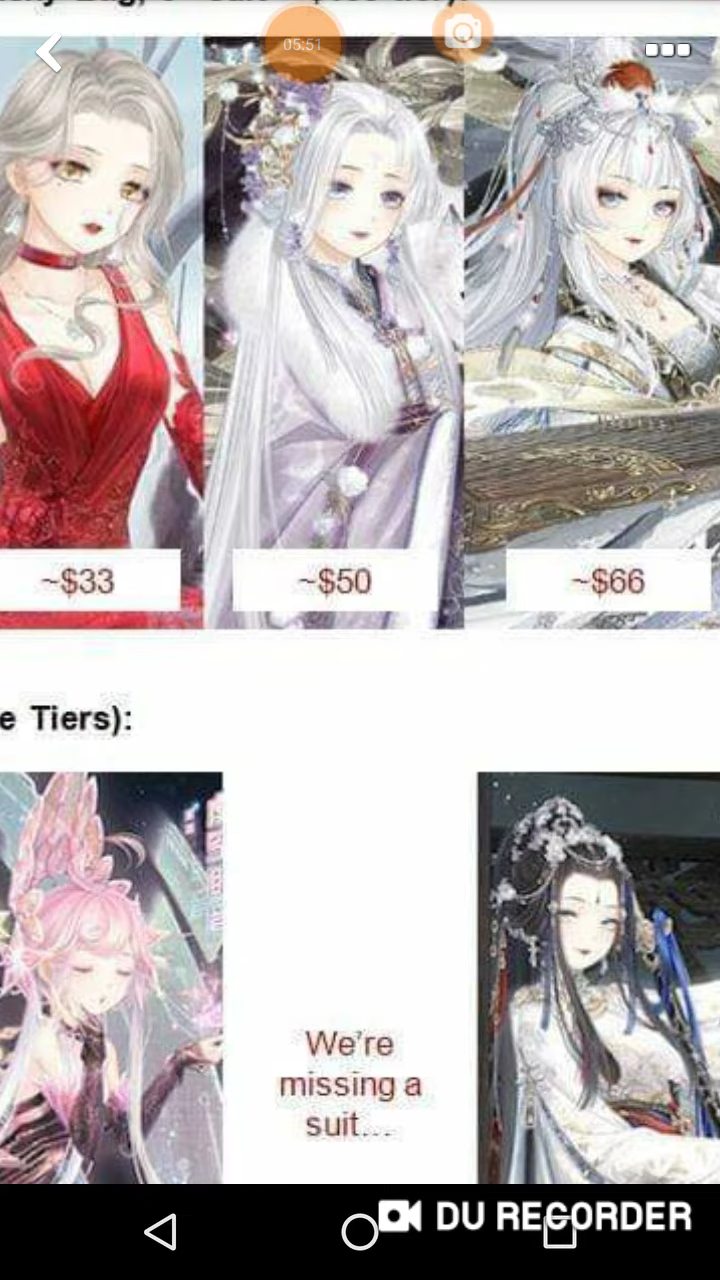 05:51
~$33 ~$50 ~$66
e Tiers):
We're
missing a
suit...
DU RECORDER